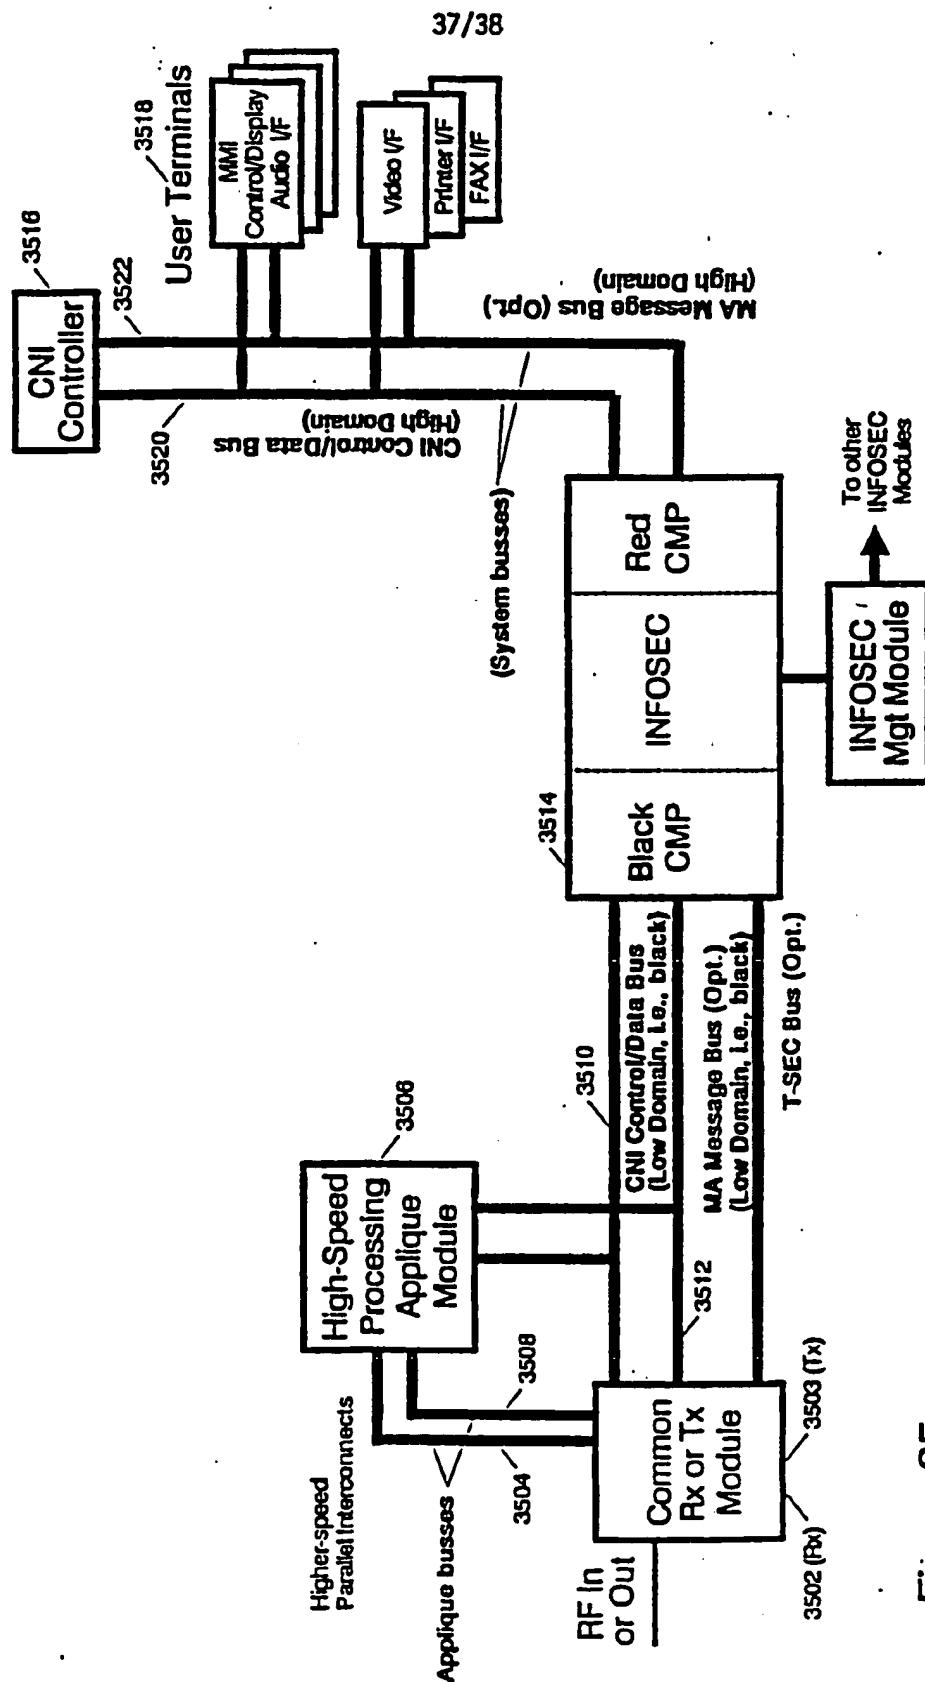 37/38
CNI
Controller
3516
3522
3520
User Terminals
3518
MMI
Control/Display
Audio I/F
Video I/F
Printer I/F
FAX I/F
MA Message Bus (Opt.)
(High Domain)
CNI Control/Data Bus
(High Domain)
(System busses)
3514
Black
CMP
INFOSEC
Red
CMP
INFOSEC
Mgt Module
To other
INFOSEC
Modules
3510
CNI Control/Data Bus
(Low Domain, i.e., black)
MA Message Bus (Opt.)
(Low Domain, i.e., black)
T-SEC Bus (Opt.)
3512
High-Speed
Processing
Applique
Module
3506
3508
3504
Higher-speed
Parallel Interconnects
Applique busses
Common
Rx or Tx
Module
RF In
or Out
3502 (Rx)
3503 (Tx)